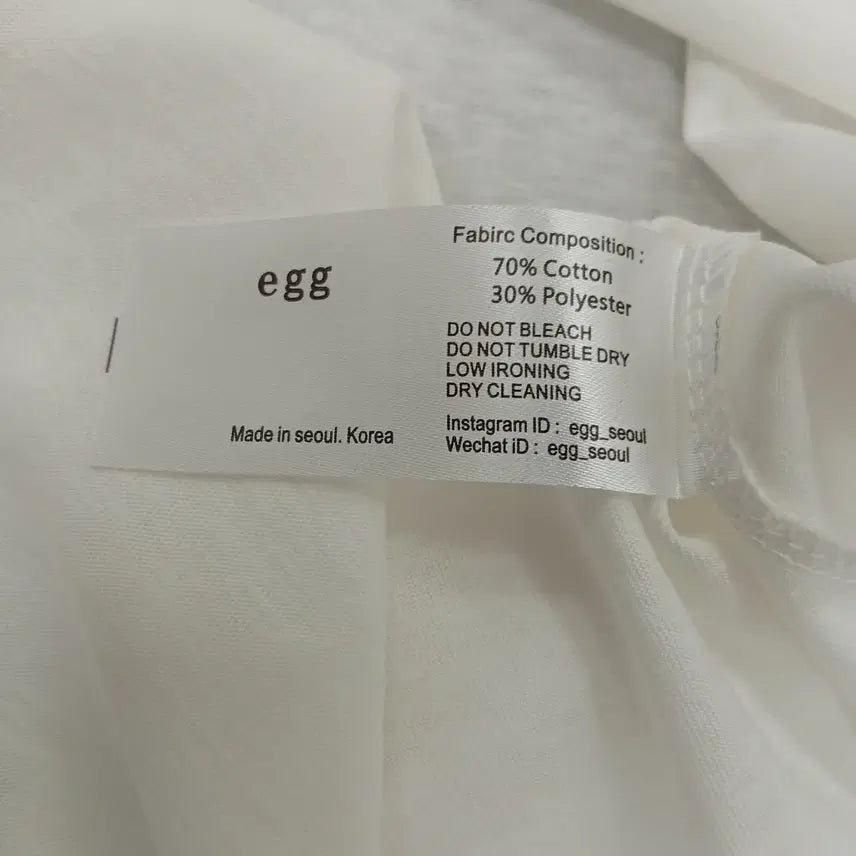 egg
Made in seoul. Korea
Fabirc Composition :
70% Cotton
30% Polyester
DO NOT BLEACH
DO NOT TUMBLE DRY
LOW IRONING
DRY CLEANING
Instagram ID : egg_seoul
Wechat iD : egg_seoul